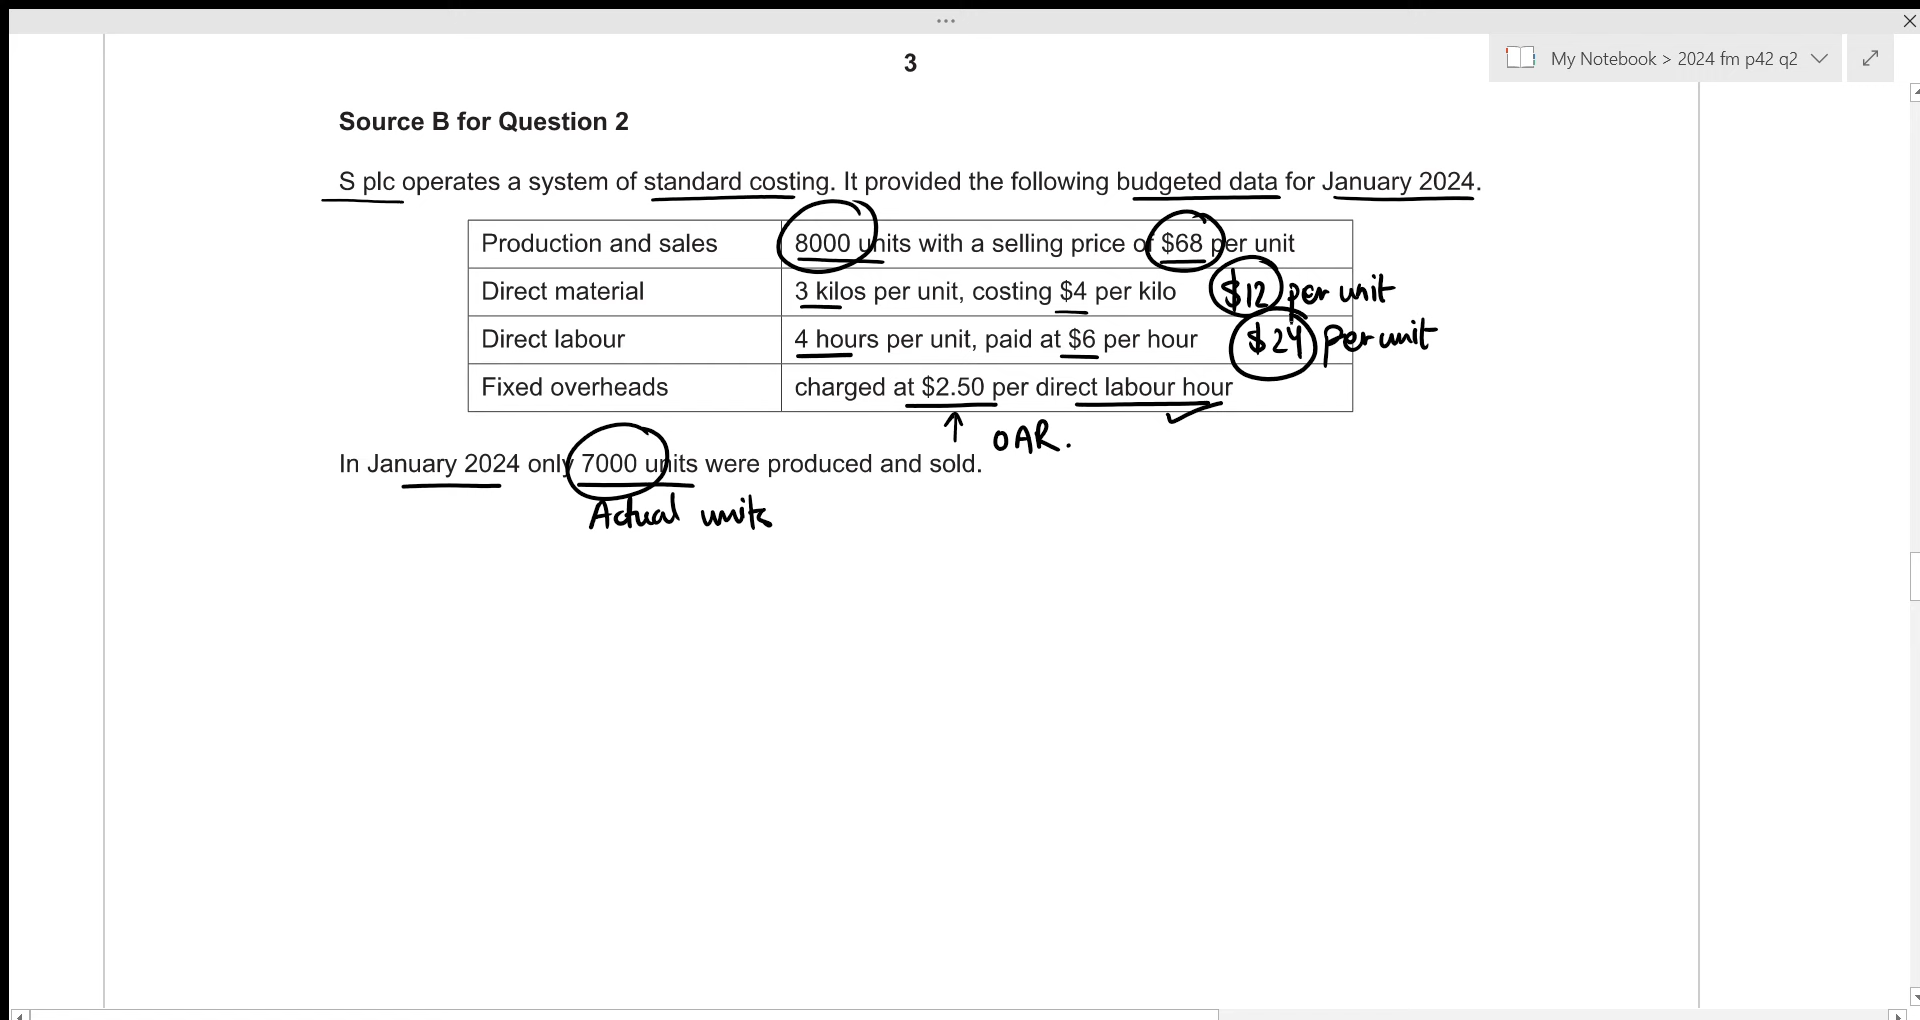 ...
3
My Notebook > 2024 fm p42 q2
Source B for Question 2
S plc operates a system of standard costing. It provided the following budgeted data for January 2024.
Production and sales 8000 units with a selling price of $68 per unit
Direct material 3 kilos per unit, costing $4 per kilo $12 per unit
Direct labour 4 hours per unit, paid at $6 per hour $24 per unit
Fixed overheads charged at $2.50 per direct labour hour
OAR.
In January 2024 only 7000 units were produced and sold.
Actual units